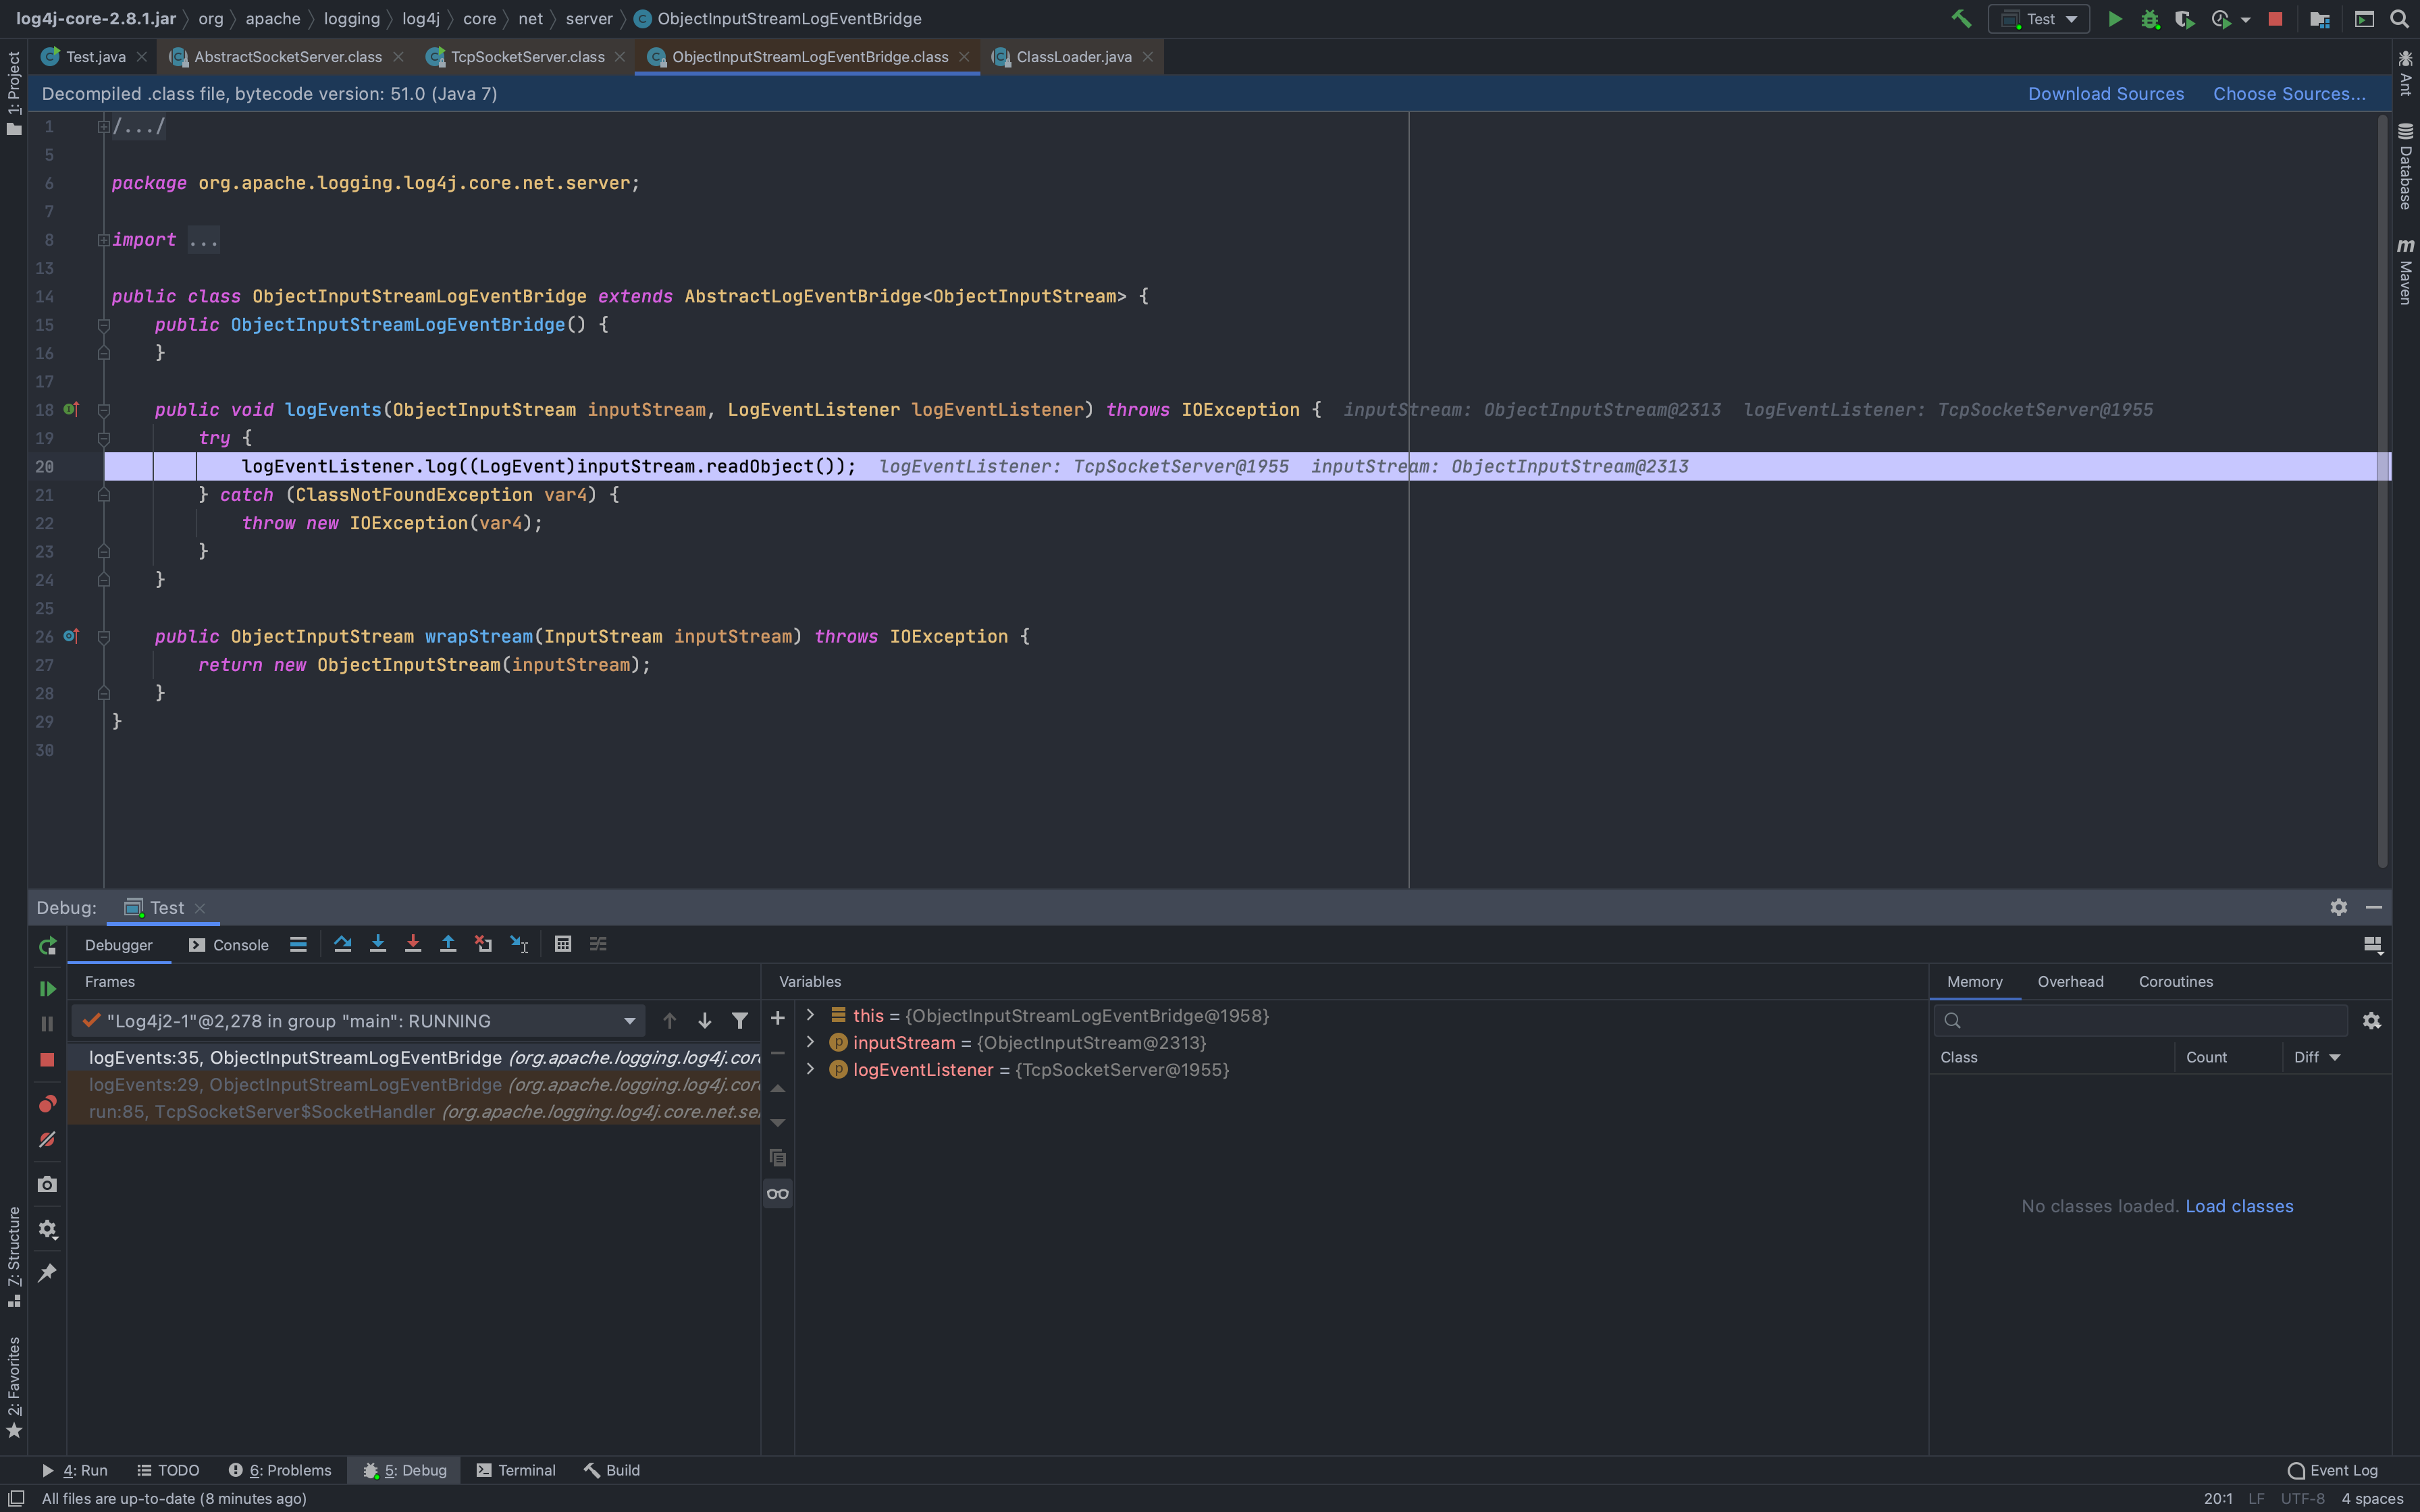 log4j-core-2.8.1.jar org apache logging log4j core net server ObjectInputStreamLogEventBridge Test
Test.java AbstractSocketServer.class TcpSocketServer.class ObjectInputStreamLogEventBridge.class ClassLoader.java
Decompiled .class file, bytecode version: 51.0 (Java 7) Download Sources Choose Sources...
1 /.../
5
6 package org.apache.logging.log4j.core.net.server;
7
8 import ...
13
14 public class ObjectInputStreamLogEventBridge extends AbstractLogEventBridge<ObjectInputStream> {
15 public ObjectInputStreamLogEventBridge() {
16 }
17
18 public void logEvents(ObjectInputStream inputStream, LogEventListener logEventListener) throws IOException { inputStream: ObjectInputStream@2313 logEventListener: TcpSocketServer@1955
19 try {
20 logEventListener.log((LogEvent)inputStream.readObject()); logEventListener: TcpSocketServer@1955 inputStream: ObjectInputStream@2313
21 } catch (ClassNotFoundException var4) {
22 throw new IOException(var4);
23 }
24 }
25
26 public ObjectInputStream wrapStream(InputStream inputStream) throws IOException {
27 return new ObjectInputStream(inputStream);
28 }
29 }
30
1: Project
7: Structure
2: Favorites
Ant
Database
m Maven
Debug: Test
Debugger Console
Frames
"Log4j2-1"@2,278 in group "main": RUNNING
logEvents:35, ObjectInputStreamLogEventBridge (org.apache.logging.log4j.core
logEvents:29, ObjectInputStreamLogEventBridge (org.apache.logging.log4j.core
run:85, TcpSocketServer$SocketHandler (org.apache.logging.log4j.core.net.se
Variables
this = {ObjectInputStreamLogEventBridge@1958}
inputStream = {ObjectInputStream@2313}
logEventListener = {TcpSocketServer@1955}
Memory Overhead Coroutines
Class Count Diff
No classes loaded. Load classes
4: Run TODO 6: Problems 5: Debug Terminal Build Event Log
All files are up-to-date (8 minutes ago) 20:1 LF UTF-8 4 spaces